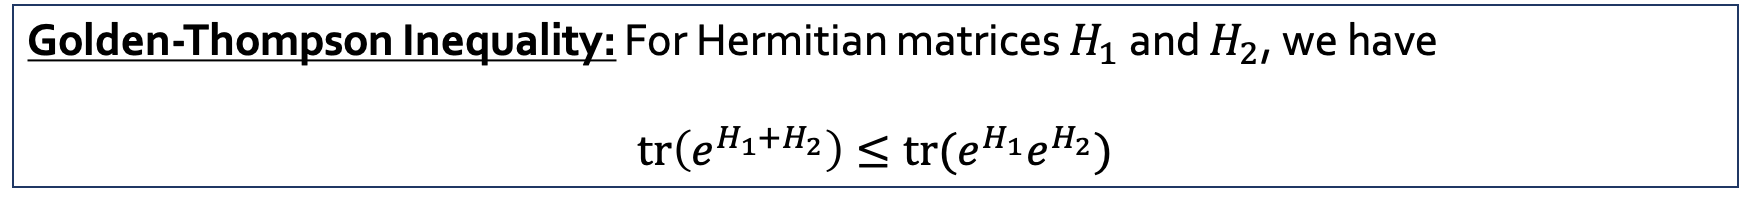 Golden-Thompson Inequality: For Hermitian matrices H₁ and H₂, we have
tr(e^{H₁+H₂}) ≤ tr(e^{H₁}e^{H₂})